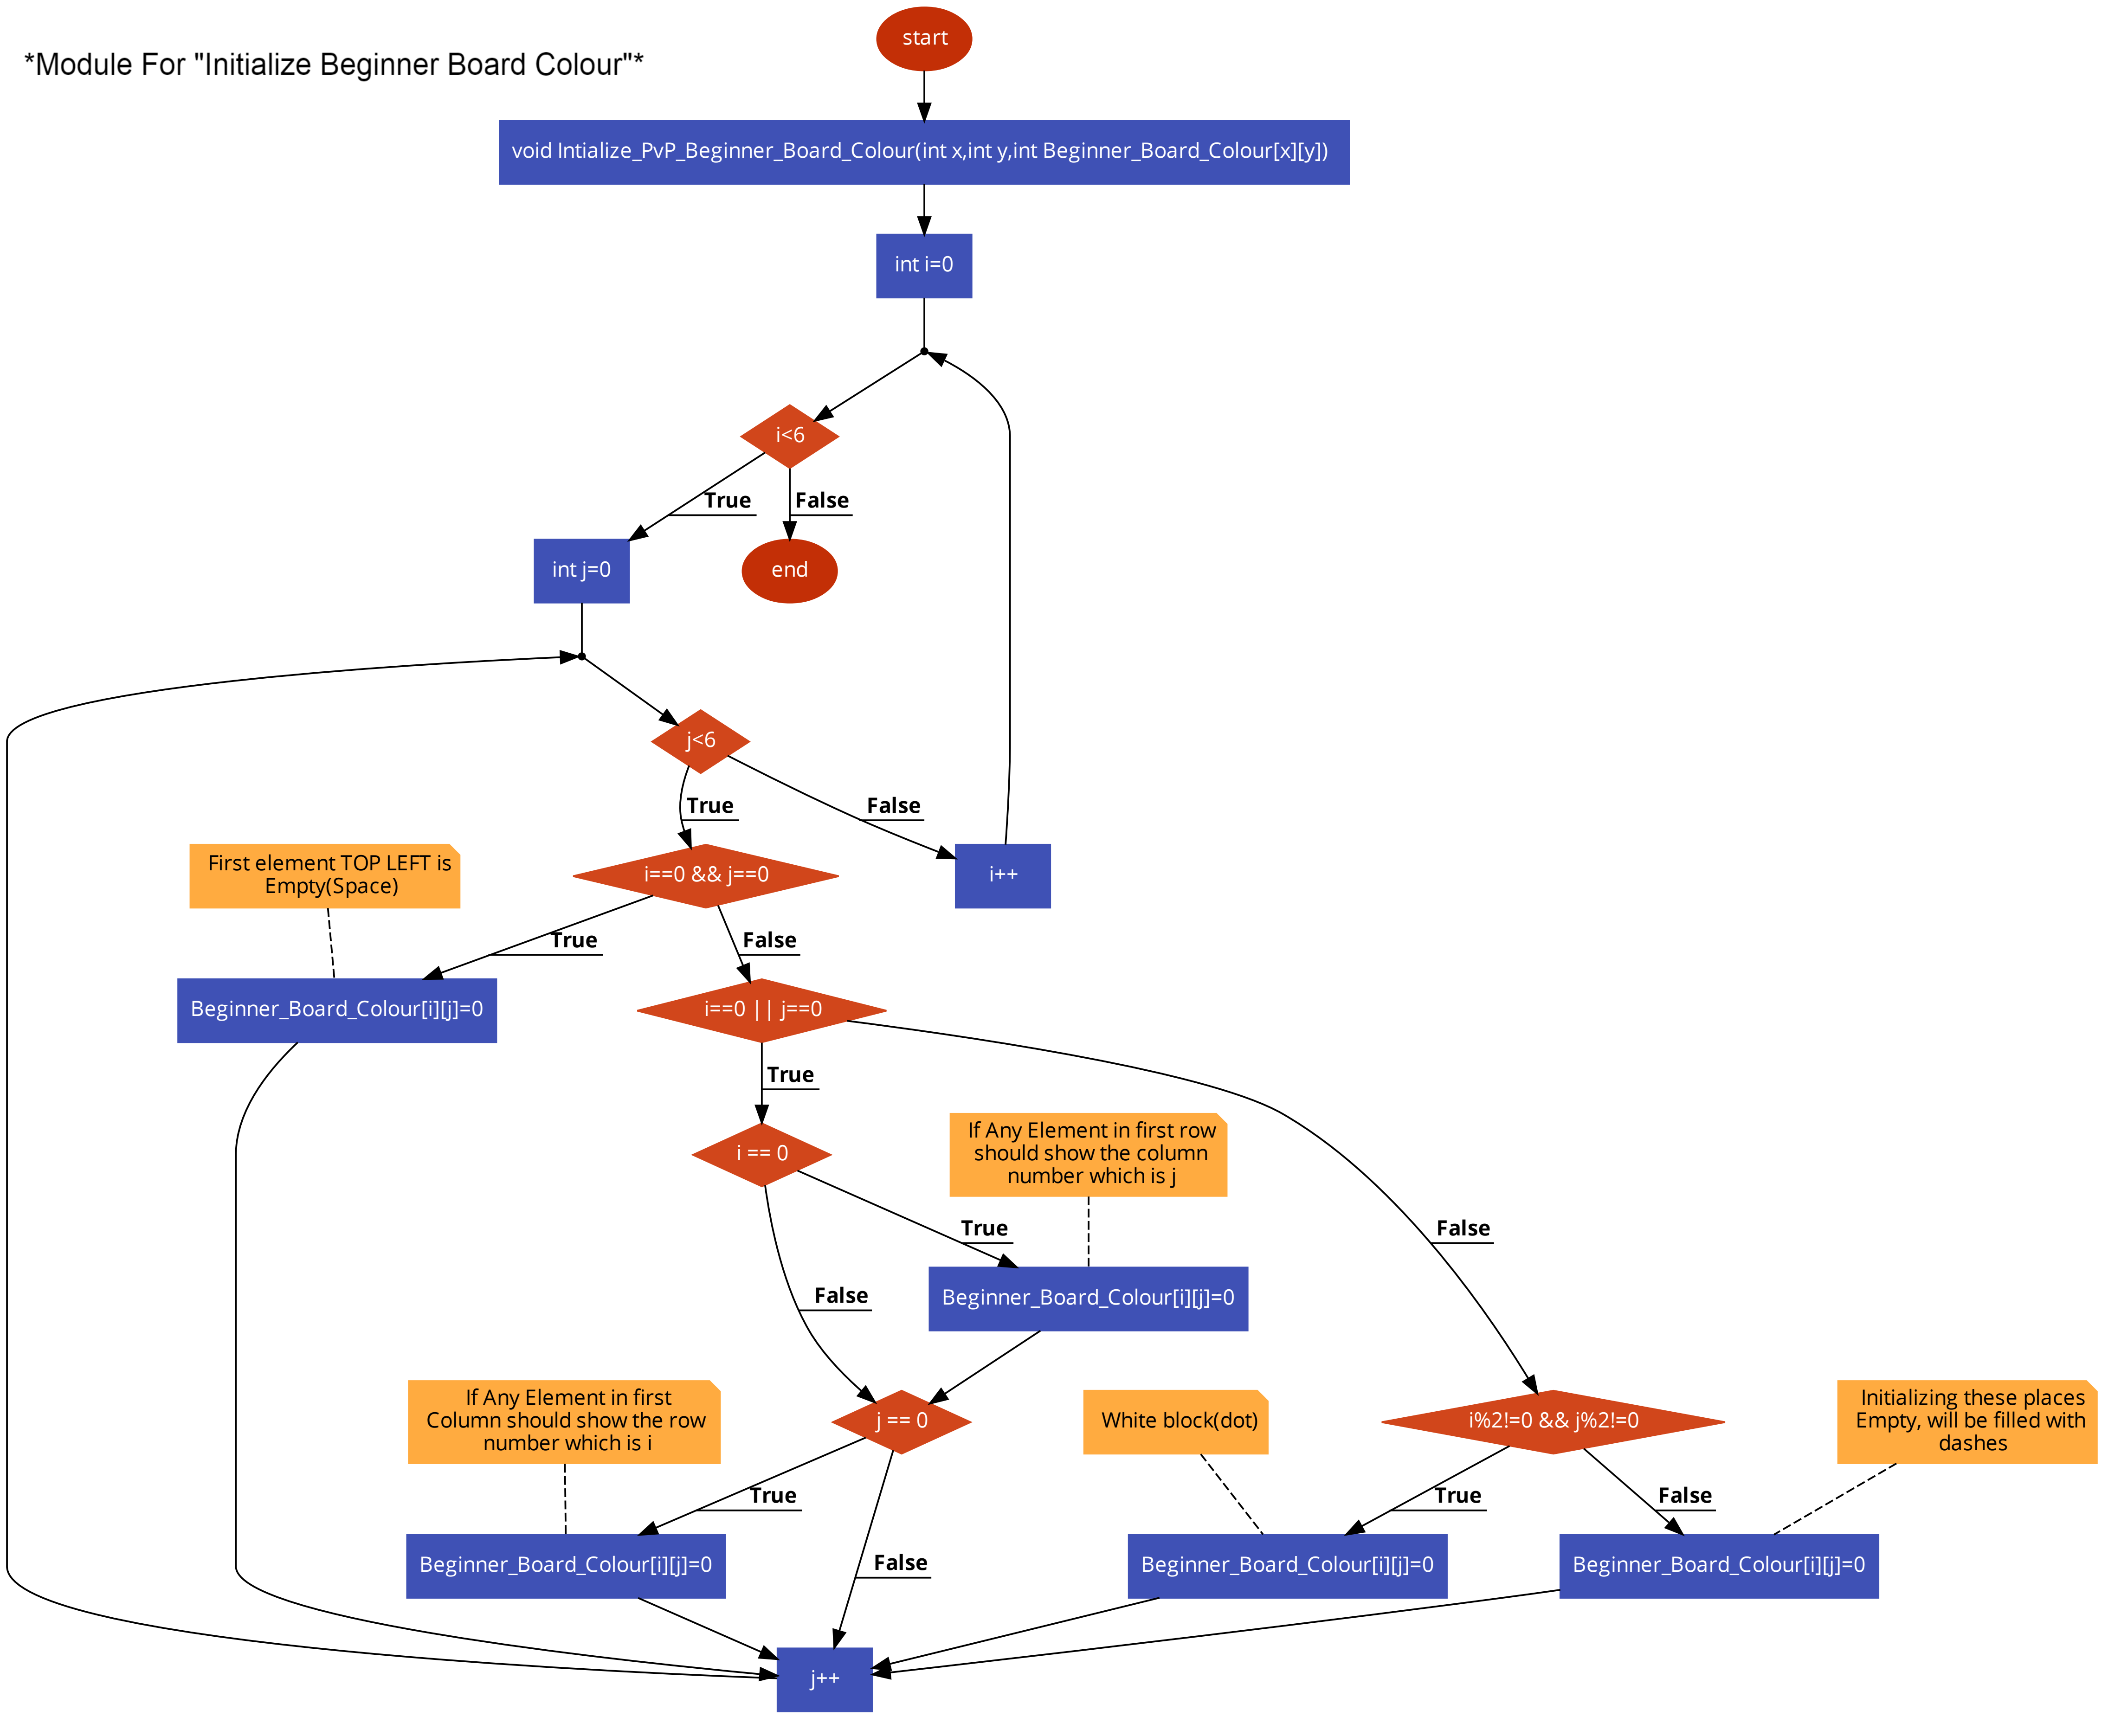 start
*Module For "Initialize Beginner Board Colour"*
void Intialize_PvP_Beginner_Board_Colour(int x,int y,int Beginner_Board_Colour[x][y])
int i=0
i<6
True
False
int j=0
end
j<6
True
False
First element TOP LEFT is
Empty(Space)
i==0 && j==0
i++
True
False
Beginner_Board_Colour[i][j]=0
i==0 || j==0
True
i == 0
If Any Element in first row
should show the column
number which is j
True
False
False
Beginner_Board_Colour[i][j]=0
If Any Element in first
Column should show the row
number which is i
j == 0
White block(dot)
i%2!=0 && j%2!=0
Initializing these places
Empty, will be filled with
dashes
True
False
True
False
Beginner_Board_Colour[i][j]=0
Beginner_Board_Colour[i][j]=0
Beginner_Board_Colour[i][j]=0
j++